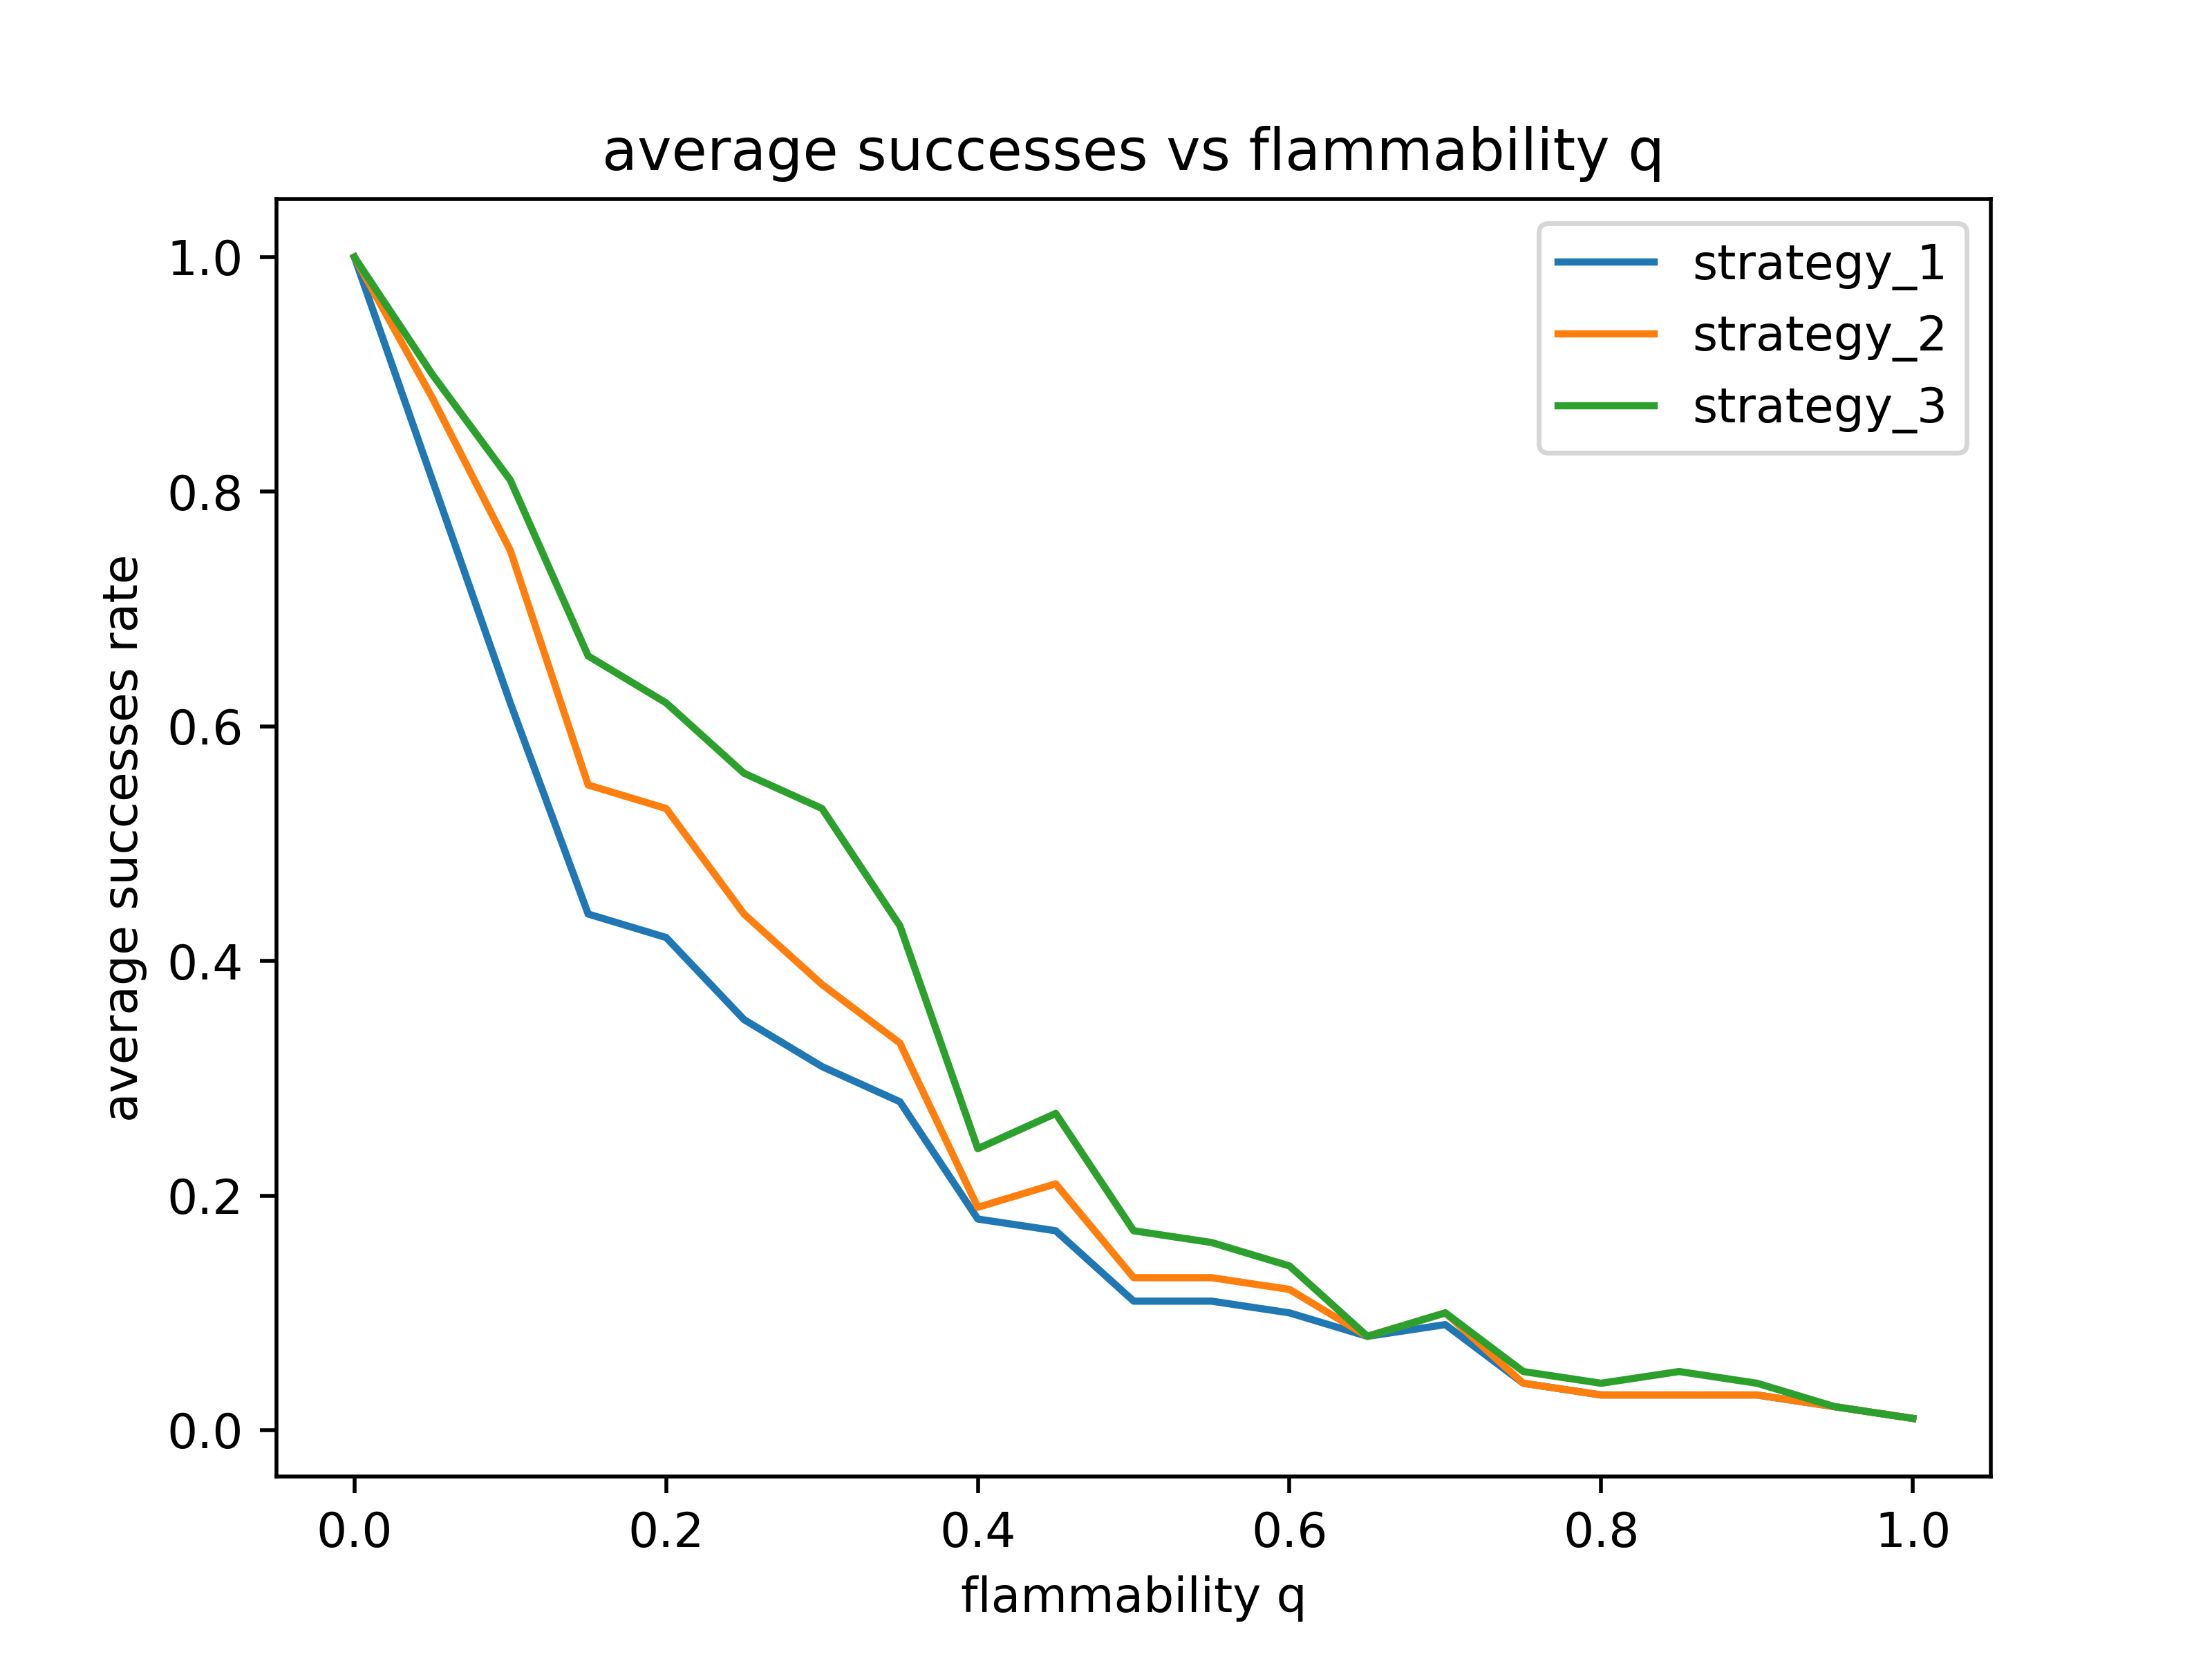 average successes vs flammability q
strategy_1
strategy_2
strategy_3
average successes rate
1.0
0.8
0.6
0.4
0.2
0.0
0.0 0.2 0.4 0.6 0.8 1.0
flammability q